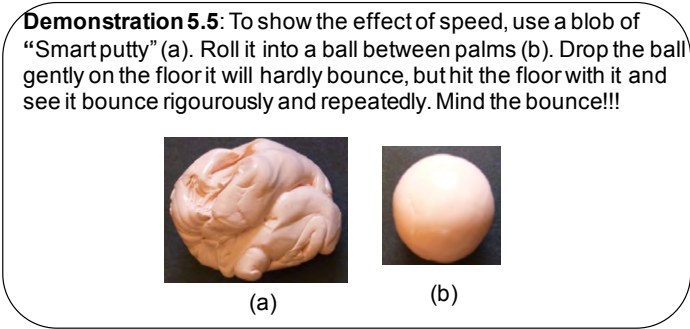 Demonstration 5.5: To show the effect of speed, use a blob of
“Smart putty” (a). Roll it into a ball between palms (b). Drop the ball
gently on the floor it will hardly bounce, but hit the floor with it and
see it bounce rigourously and repeatedly. Mind the bounce!!!
(a)
(b)